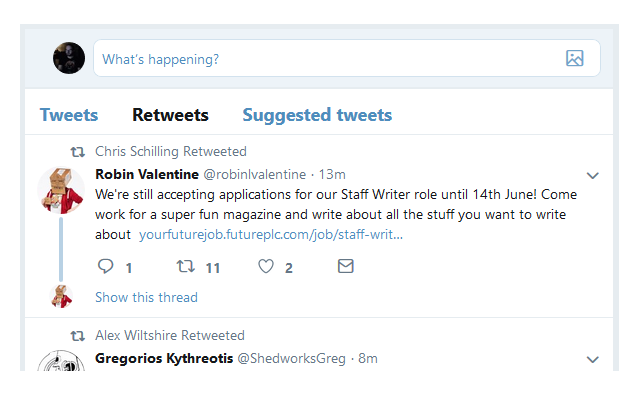 What's happening?
Tweets Retweets Suggested tweets
Chris Schilling Retweeted
Robin Valentine @robinlvalentine · 13m
We're still accepting applications for our Staff Writer role until 14th June! Come
work for a super fun magazine and write about all the stuff you want to write
about yourfuturejob.futureplc.com/job/staff-writ...
1 11 2
Show this thread
Alex Wiltshire Retweeted
Gregorios Kythreotis @ShedworksGreg · 8m